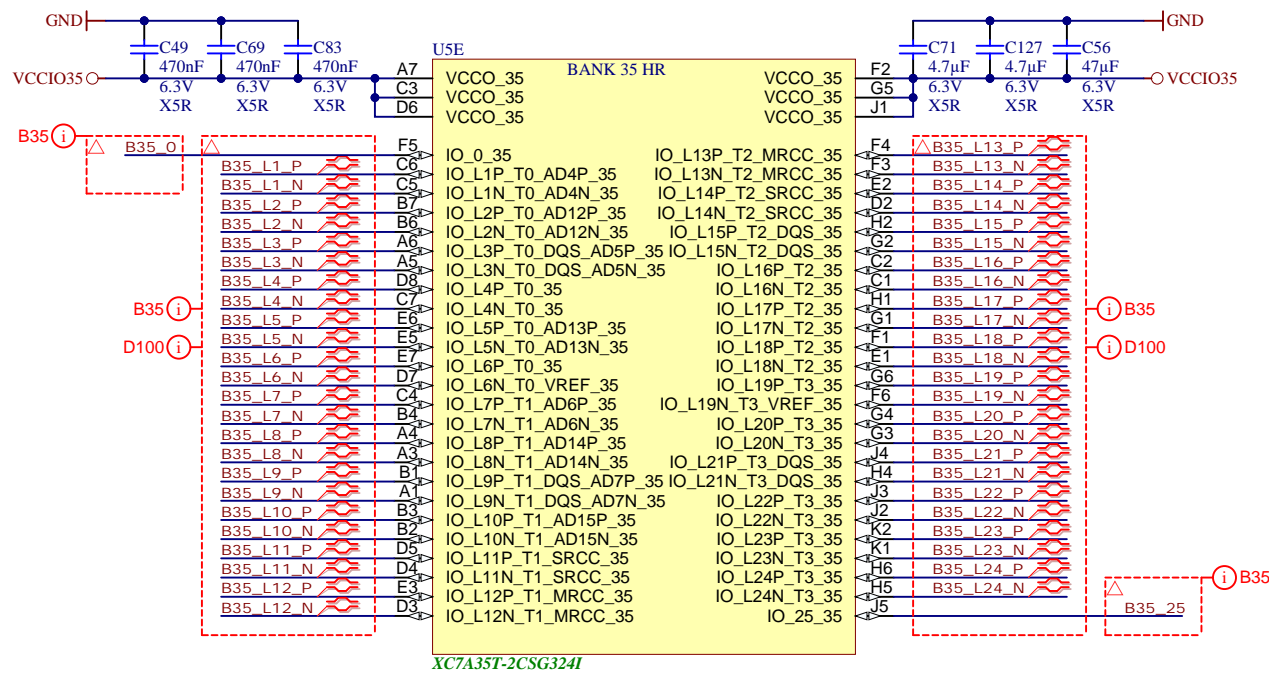 GND GND
C49 C69 C83 C71 C127 C56
470nF 470nF 470nF 4.7µF 4.7µF 47µF
VCCIO35 VCCIO35
6.3V 6.3V 6.3V 6.3V 6.3V 6.3V
X5R X5R X5R X5R X5R X5R
U5E
BANK 35 HR
A7 VCCO_35 VCCO_35 F2
C3 VCCO_35 VCCO_35 G5
D6 VCCO_35 VCCO_35 J1
B35 i
B35_0 F5 IO_0_35 IO_L13P_T2_MRCC_35 F4 B35_L13_P
B35_L1_P C6 IO_L1P_T0_AD4P_35 IO_L13N_T2_MRCC_35 F3 B35_L13_N
B35_L1_N C5 IO_L1N_T0_AD4N_35 IO_L14P_T2_SRCC_35 E2 B35_L14_P
B35_L2_P B7 IO_L2P_T0_AD12P_35 IO_L14N_T2_SRCC_35 D2 B35_L14_N
B35_L2_N B6 IO_L2N_T0_AD12N_35 IO_L15P_T2_DQS_35 H2 B35_L15_P
B35_L3_P A6 IO_L3P_T0_DQS_AD5P_35 IO_L15N_T2_DQS_35 G2 B35_L15_N
B35_L3_N A5 IO_L3N_T0_DQS_AD5N_35 IO_L16P_T2_35 C2 B35_L16_P
B35_L4_P D8 IO_L4P_T0_35 IO_L16N_T2_35 C1 B35_L16_N
B35 i B35_L4_N C7 IO_L4N_T0_35 IO_L17P_T2_35 H1 B35_L17_P i B35
B35_L5_P E6 IO_L5P_T0_AD13P_35 IO_L17N_T2_35 G1 B35_L17_N
D100 i B35_L5_N E5 IO_L5N_T0_AD13N_35 IO_L18P_T2_35 F1 B35_L18_P i D100
B35_L6_P E7 IO_L6P_T0_35 IO_L18N_T2_35 E1 B35_L18_N
B35_L6_N D7 IO_L6N_T0_VREF_35 IO_L19P_T3_35 G6 B35_L19_P
B35_L7_P C4 IO_L7P_T1_AD6P_35 IO_L19N_T3_VREF_35 F6 B35_L19_N
B35_L7_N B4 IO_L7N_T1_AD6N_35 IO_L20P_T3_35 G4 B35_L20_P
B35_L8_P A4 IO_L8P_T1_AD14P_35 IO_L20N_T3_35 G3 B35_L20_N
B35_L8_N A3 IO_L8N_T1_AD14N_35 IO_L21P_T3_DQS_35 J4 B35_L21_P
B35_L9_P B1 IO_L9P_T1_DQS_AD7P_35 IO_L21N_T3_DQS_35 H4 B35_L21_N
B35_L9_N A1 IO_L9N_T1_DQS_AD7N_35 IO_L22P_T3_35 J3 B35_L22_P
B35_L10_P B3 IO_L10P_T1_AD15P_35 IO_L22N_T3_35 J2 B35_L22_N
B35_L10_N B2 IO_L10N_T1_AD15N_35 IO_L23P_T3_35 K2 B35_L23_P
B35_L11_P D5 IO_L11P_T1_SRCC_35 IO_L23N_T3_35 K1 B35_L23_N
B35_L11_N D4 IO_L11N_T1_SRCC_35 IO_L24P_T3_35 H6 B35_L24_P i B35
B35_L12_P E3 IO_L12P_T1_MRCC_35 IO_L24N_T3_35 H5 B35_L24_N
B35_L12_N D3 IO_L12N_T1_MRCC_35 IO_25_35 J5 B35_25
XC7A35T-2CSG324I